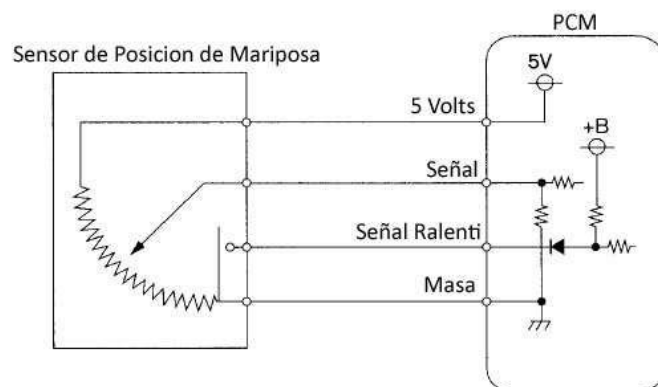 PCM
Sensor de Posicion de Mariposa
5V
5 Volts
+B
Señal
Señal Ralenti
Masa